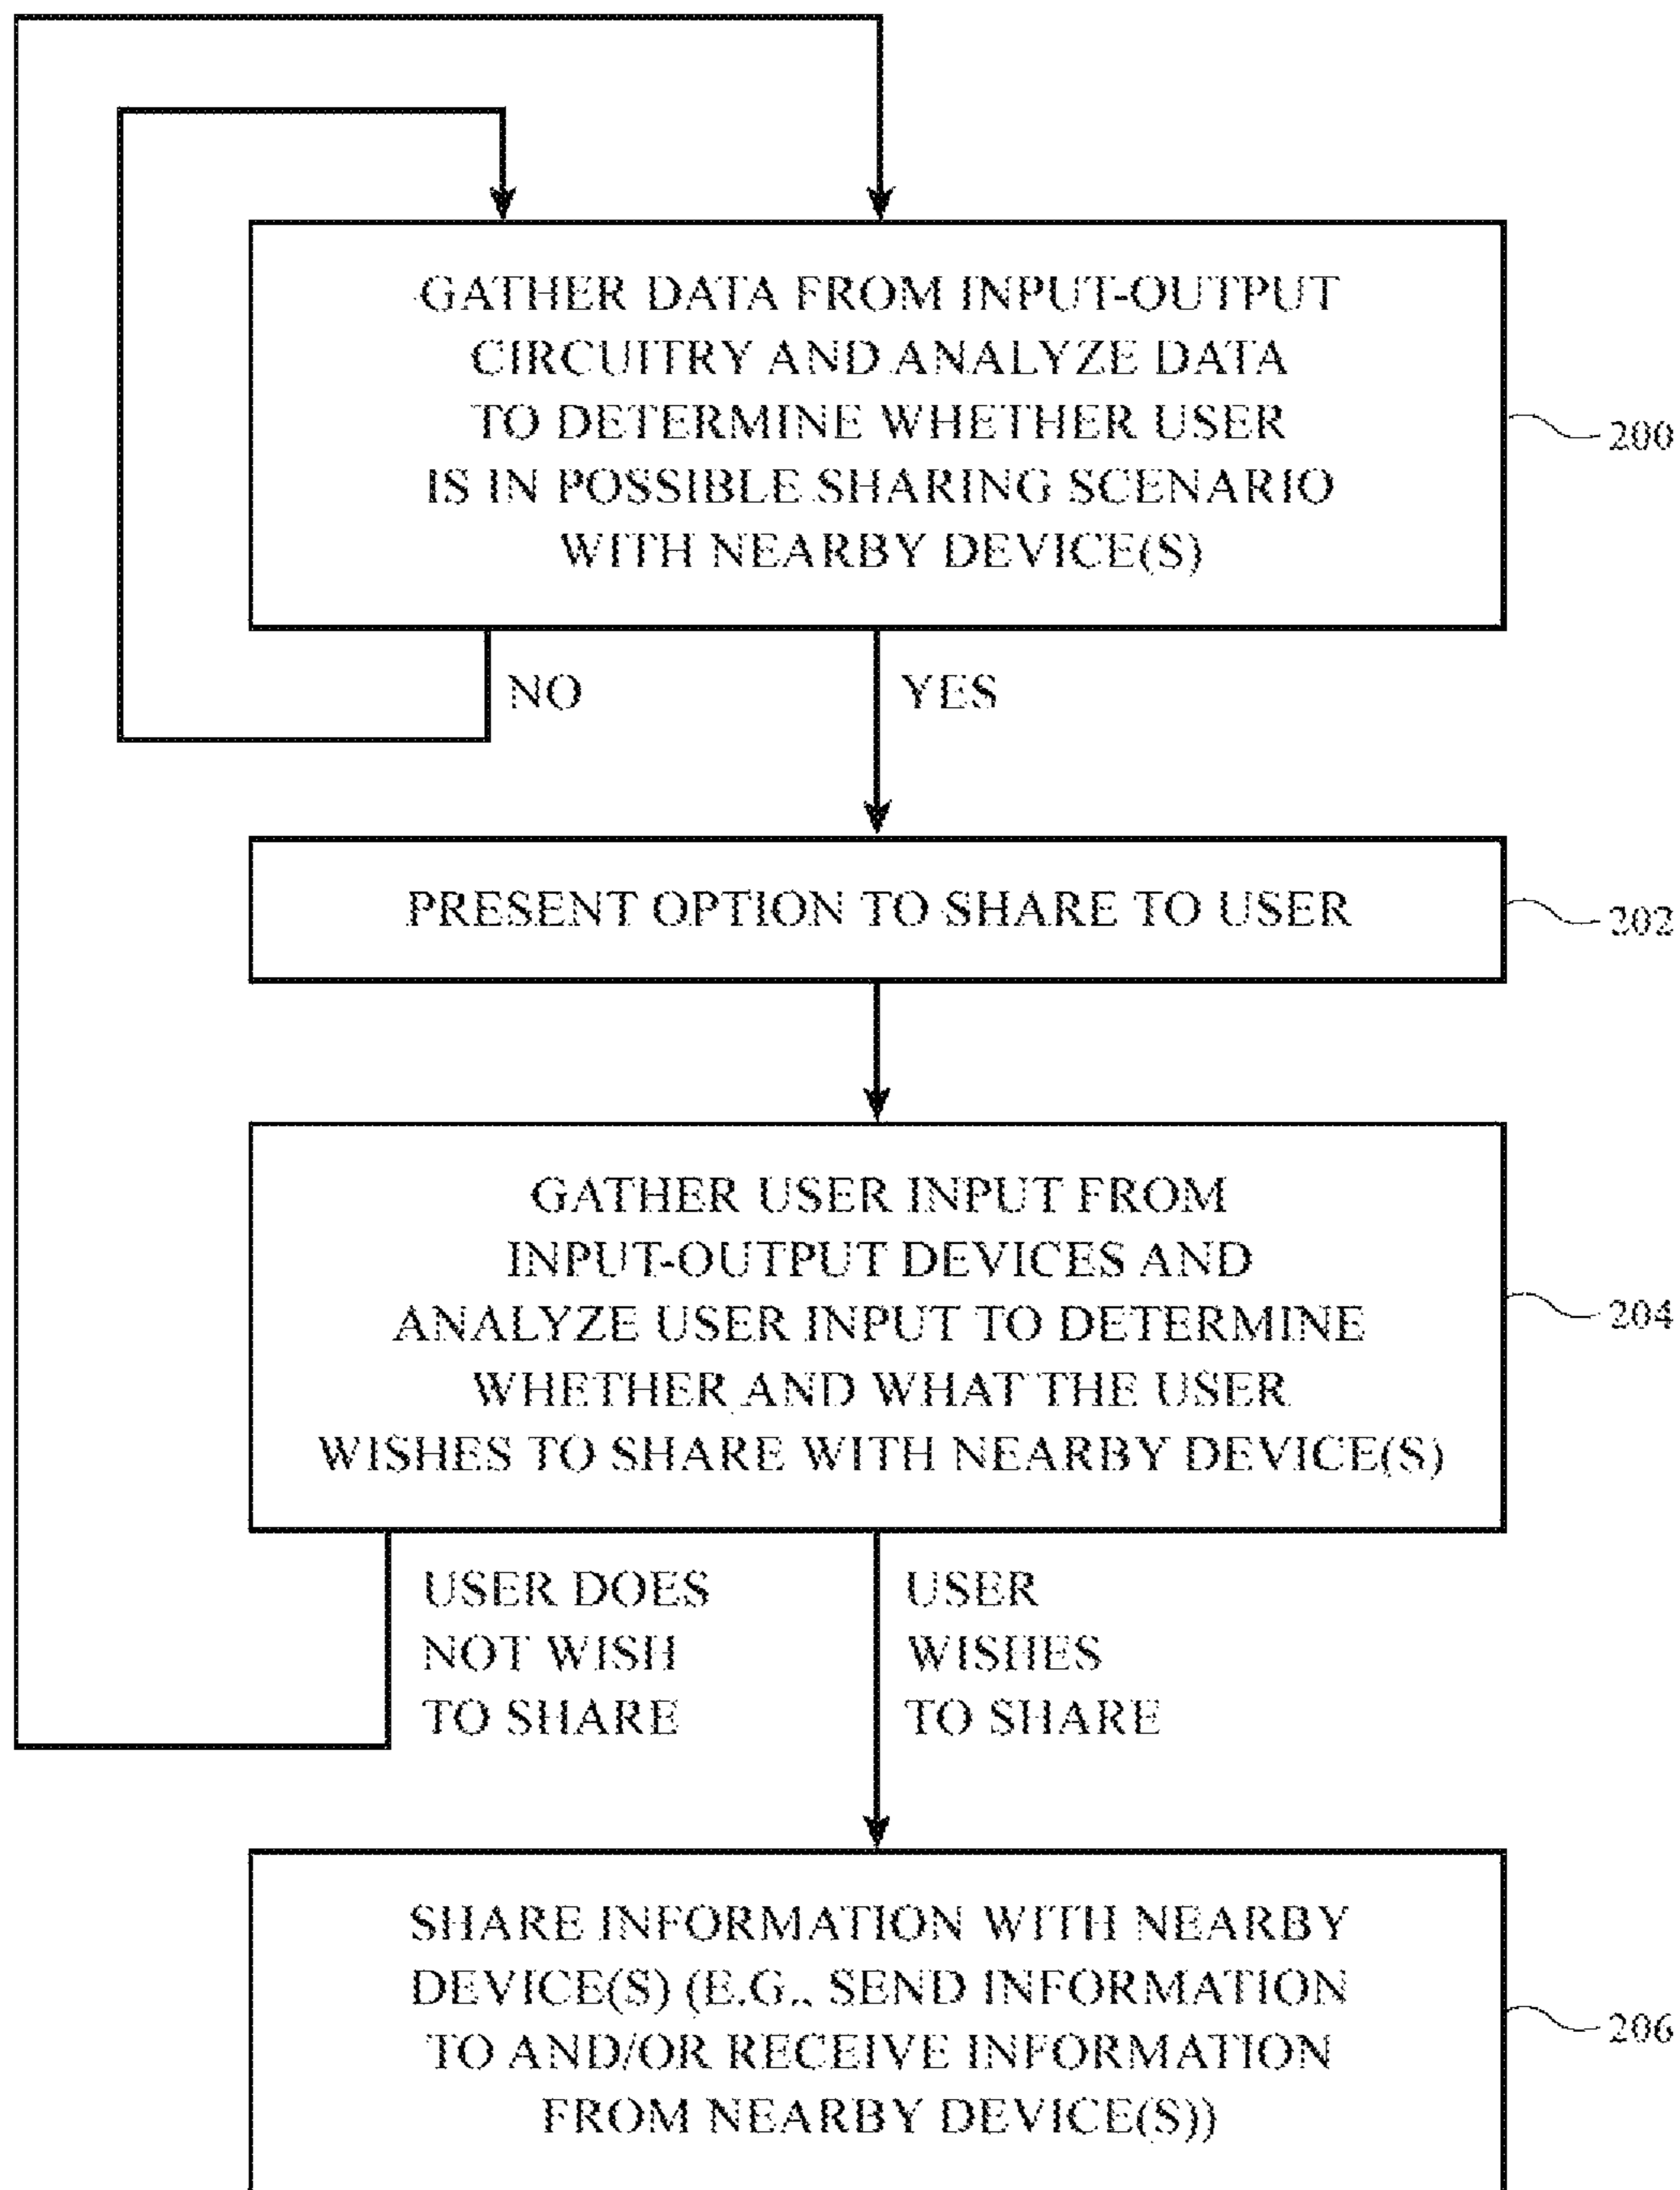 GATHER DATA FROM INPUT-OUTPUT
CIRCUITRY AND ANALYZE DATA
TO DETERMINE WHETHER USER
IS IN POSSIBLE SHARING SCENARIO
WITH NEARBY DEVICE(S)
200
NO
YES
PRESENT OPTION TO SHARE TO USER
202
GATHER USER INPUT FROM
INPUT-OUTPUT DEVICES AND
ANALYZE USER INPUT TO DETERMINE
WHETHER AND WHAT THE USER
WISHES TO SHARE WITH NEARBY DEVICE(S)
204
USER DOES
NOT WISH
TO SHARE
USER
WISHES
TO SHARE
SHARE INFORMATION WITH NEARBY
DEVICE(S) (E.G., SEND INFORMATION
TO AND/OR RECEIVE INFORMATION
FROM NEARBY DEVICE(S))
206